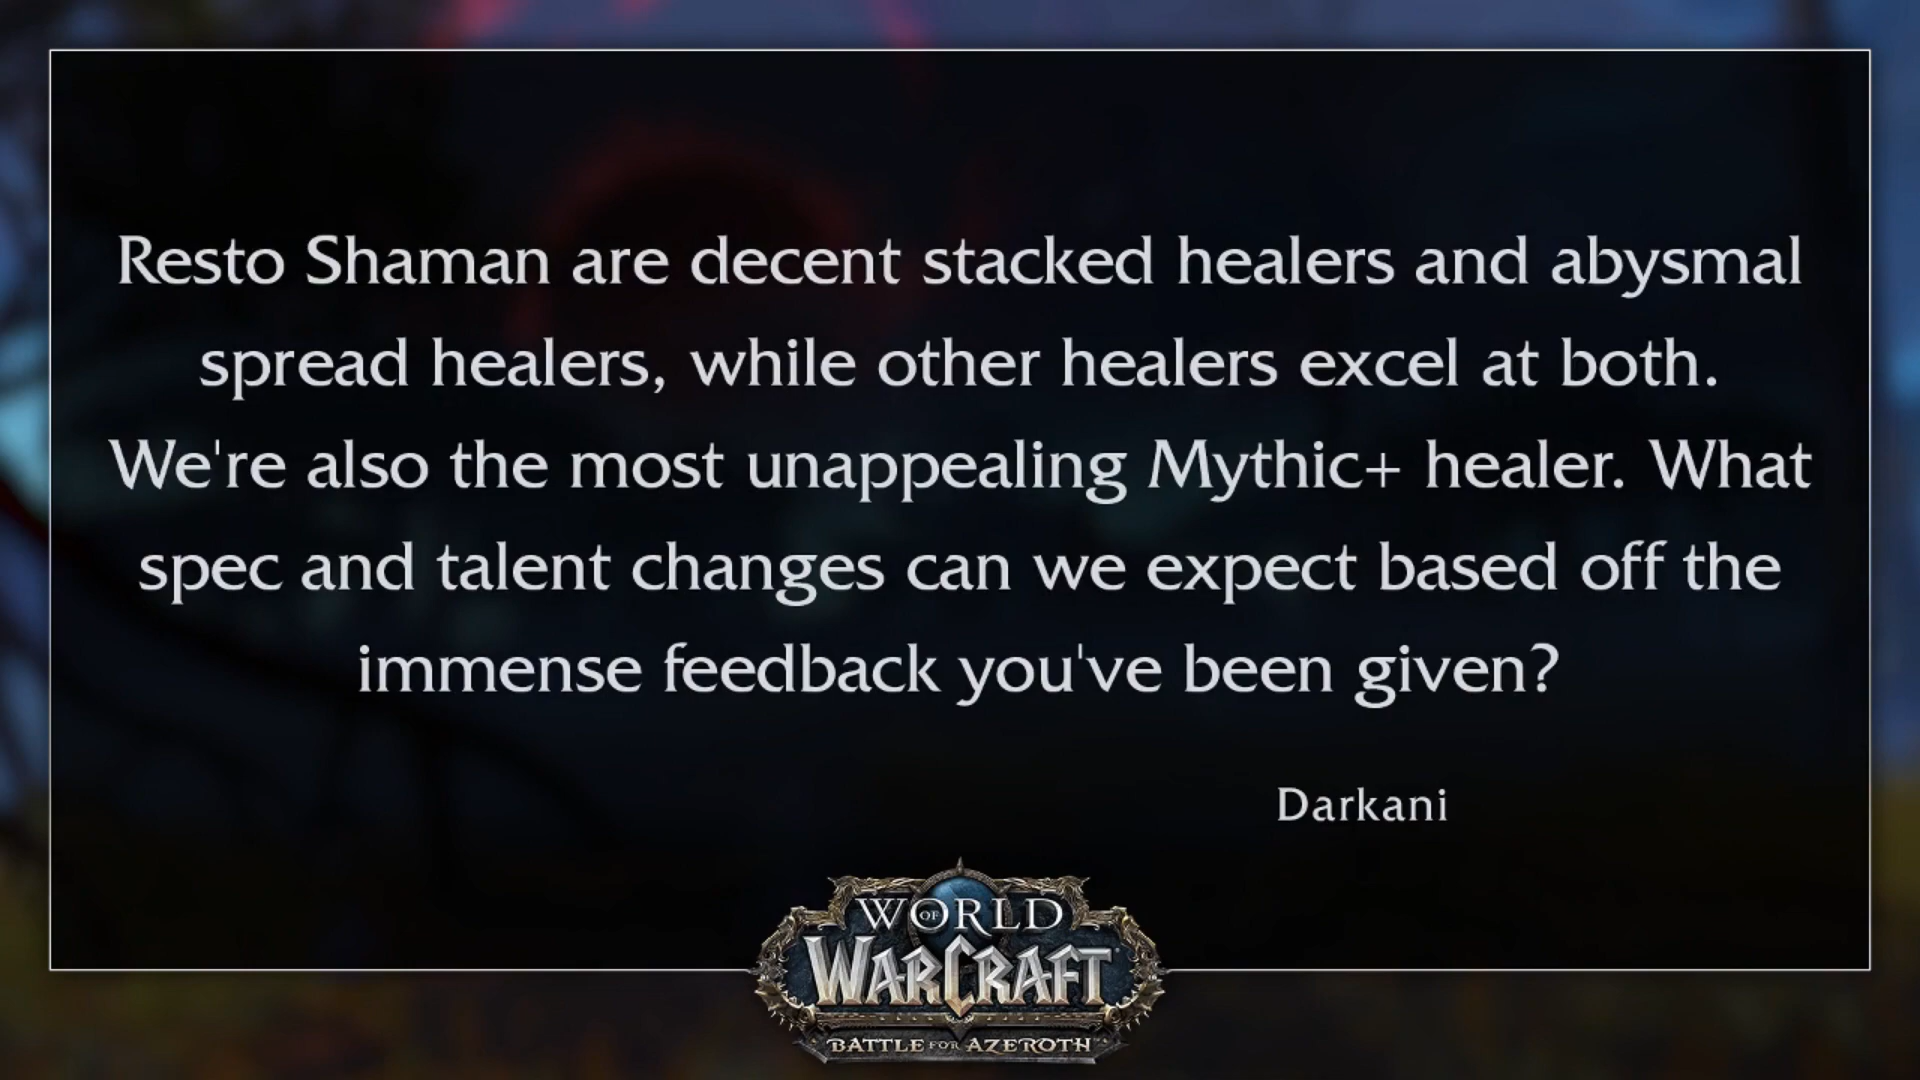 Resto Shaman are decent stacked healers and abysmal
spread healers, while other healers excel at both.
We're also the most unappealing Mythic+ healer. What
spec and talent changes can we expect based off the
immense feedback you've been given?
Darkani
WORLD
OF
WARCRAFT
BATTLE FOR AZEROTH